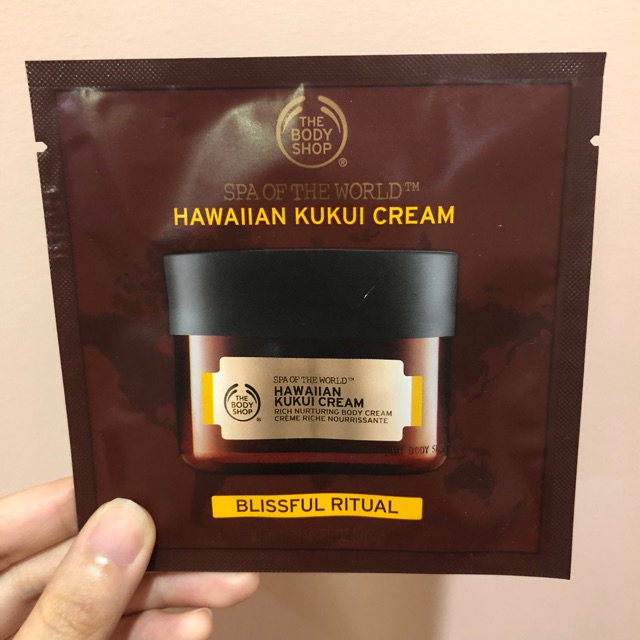 THE
BODY
SHOP
®
SPA OF THE WORLD™
HAWAIIAN KUKUI CREAM
SPA OF THE WORLD™
THE
BODY
SHOP
®
HAWAIIAN
KUKUI CREAM
RICH NURTURING BODY CREAM
CRÈME RICHE NOURRISSANTE
BLISSFUL RITUAL